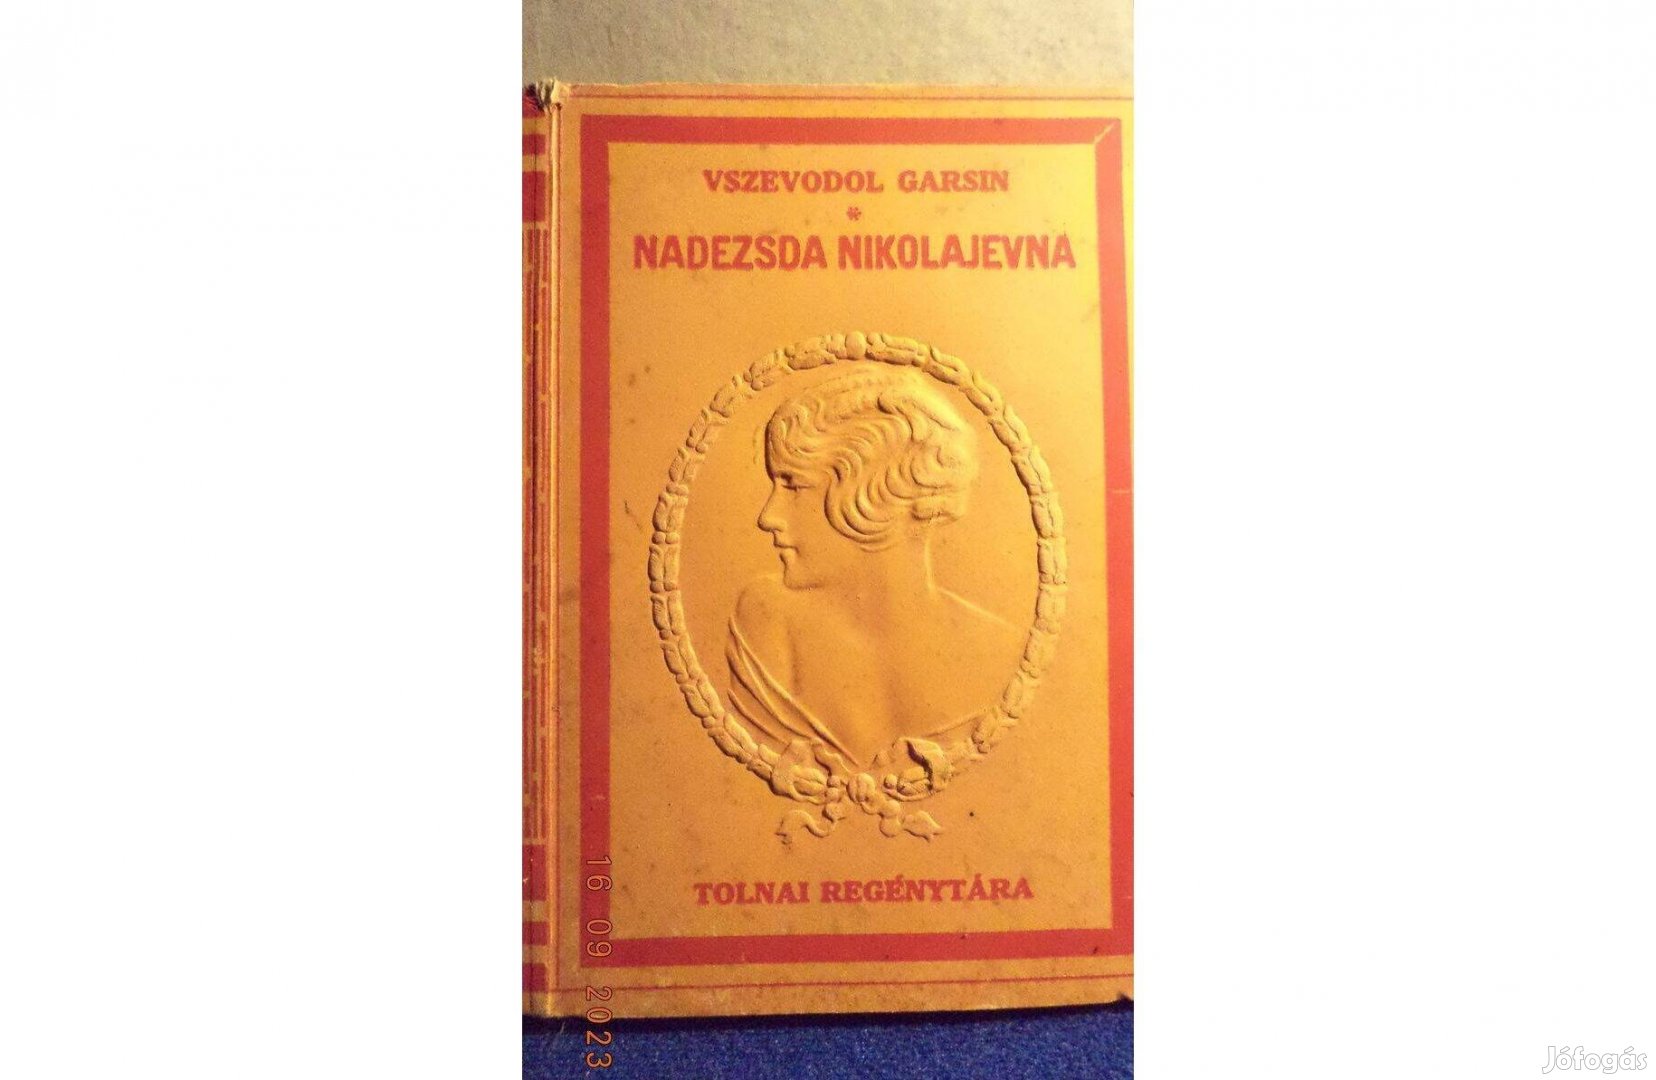 VSZEVODOL GARSIN
*
NADEZSDA NIKOLAJEVNA
TOLNAI REGÉNYTÁRA
16 09 2023
Jófogás